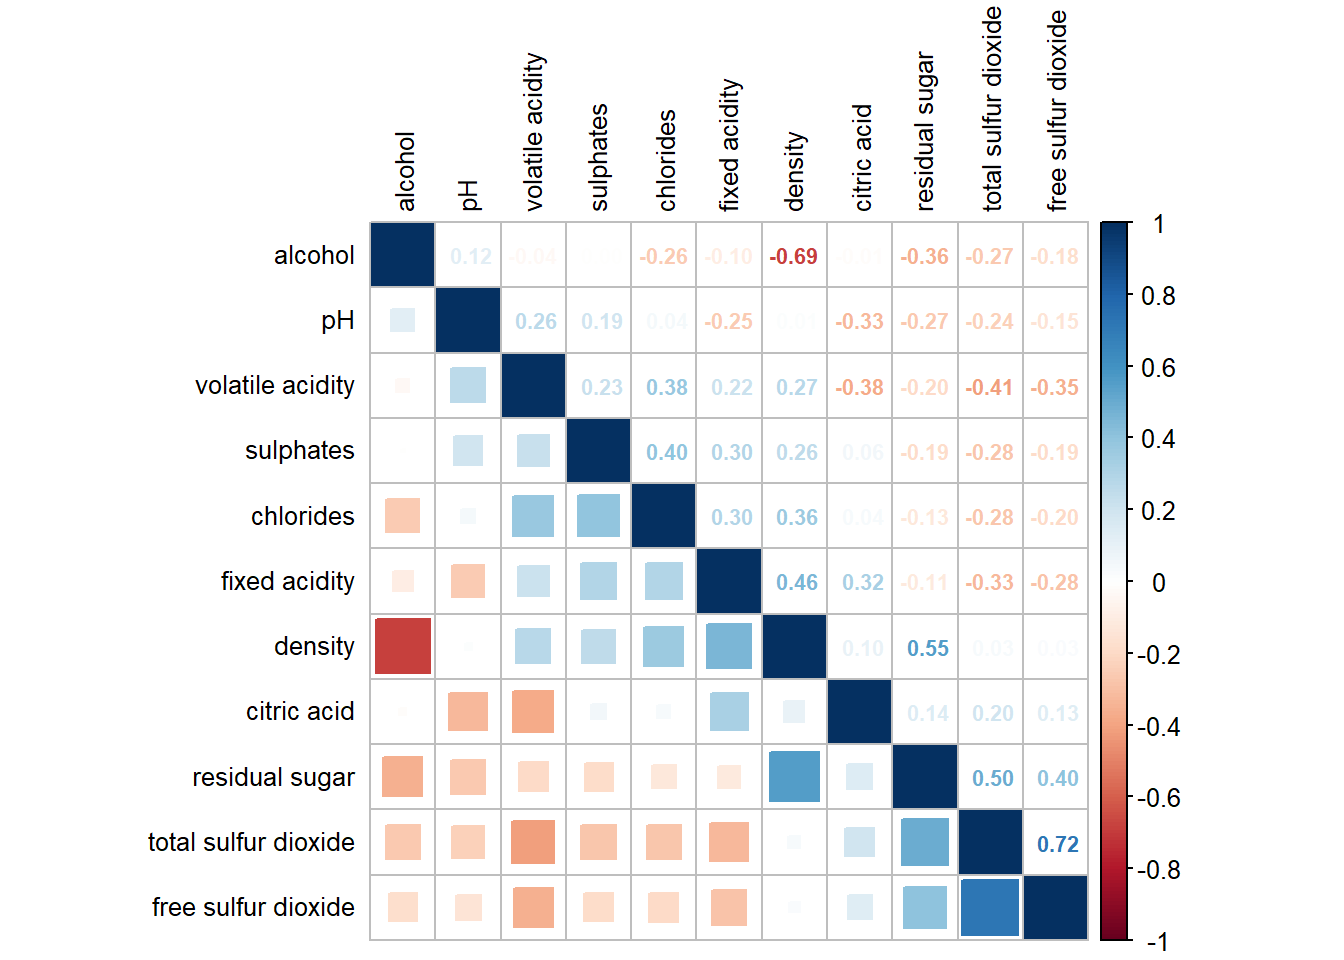 alcohol
pH
volatile acidity
sulphates
chlorides
fixed acidity
density
citric acid
residual sugar
total sulfur dioxide
free sulfur dioxide
alcohol 0.12 -0.04 -0.26 -0.10 -0.69 -0.01 -0.36 -0.27 -0.18
pH 0.26 0.19 0.04 -0.25 0.01 -0.33 -0.27 -0.24 -0.15
volatile acidity 0.23 0.38 0.22 0.27 -0.38 -0.20 -0.41 -0.35
sulphates 0.40 0.30 0.26 0.06 -0.19 -0.28 -0.19
chlorides 0.30 0.36 0.04 -0.13 -0.28 -0.20
fixed acidity 0.46 0.32 -0.11 -0.33 -0.28
density 0.10 0.55 0.03 0.03
citric acid 0.14 0.20 0.13
residual sugar 0.50 0.40
total sulfur dioxide 0.72
free sulfur dioxide
1
0.8
0.6
0.4
0.2
0
-0.2
-0.4
-0.6
-0.8
-1